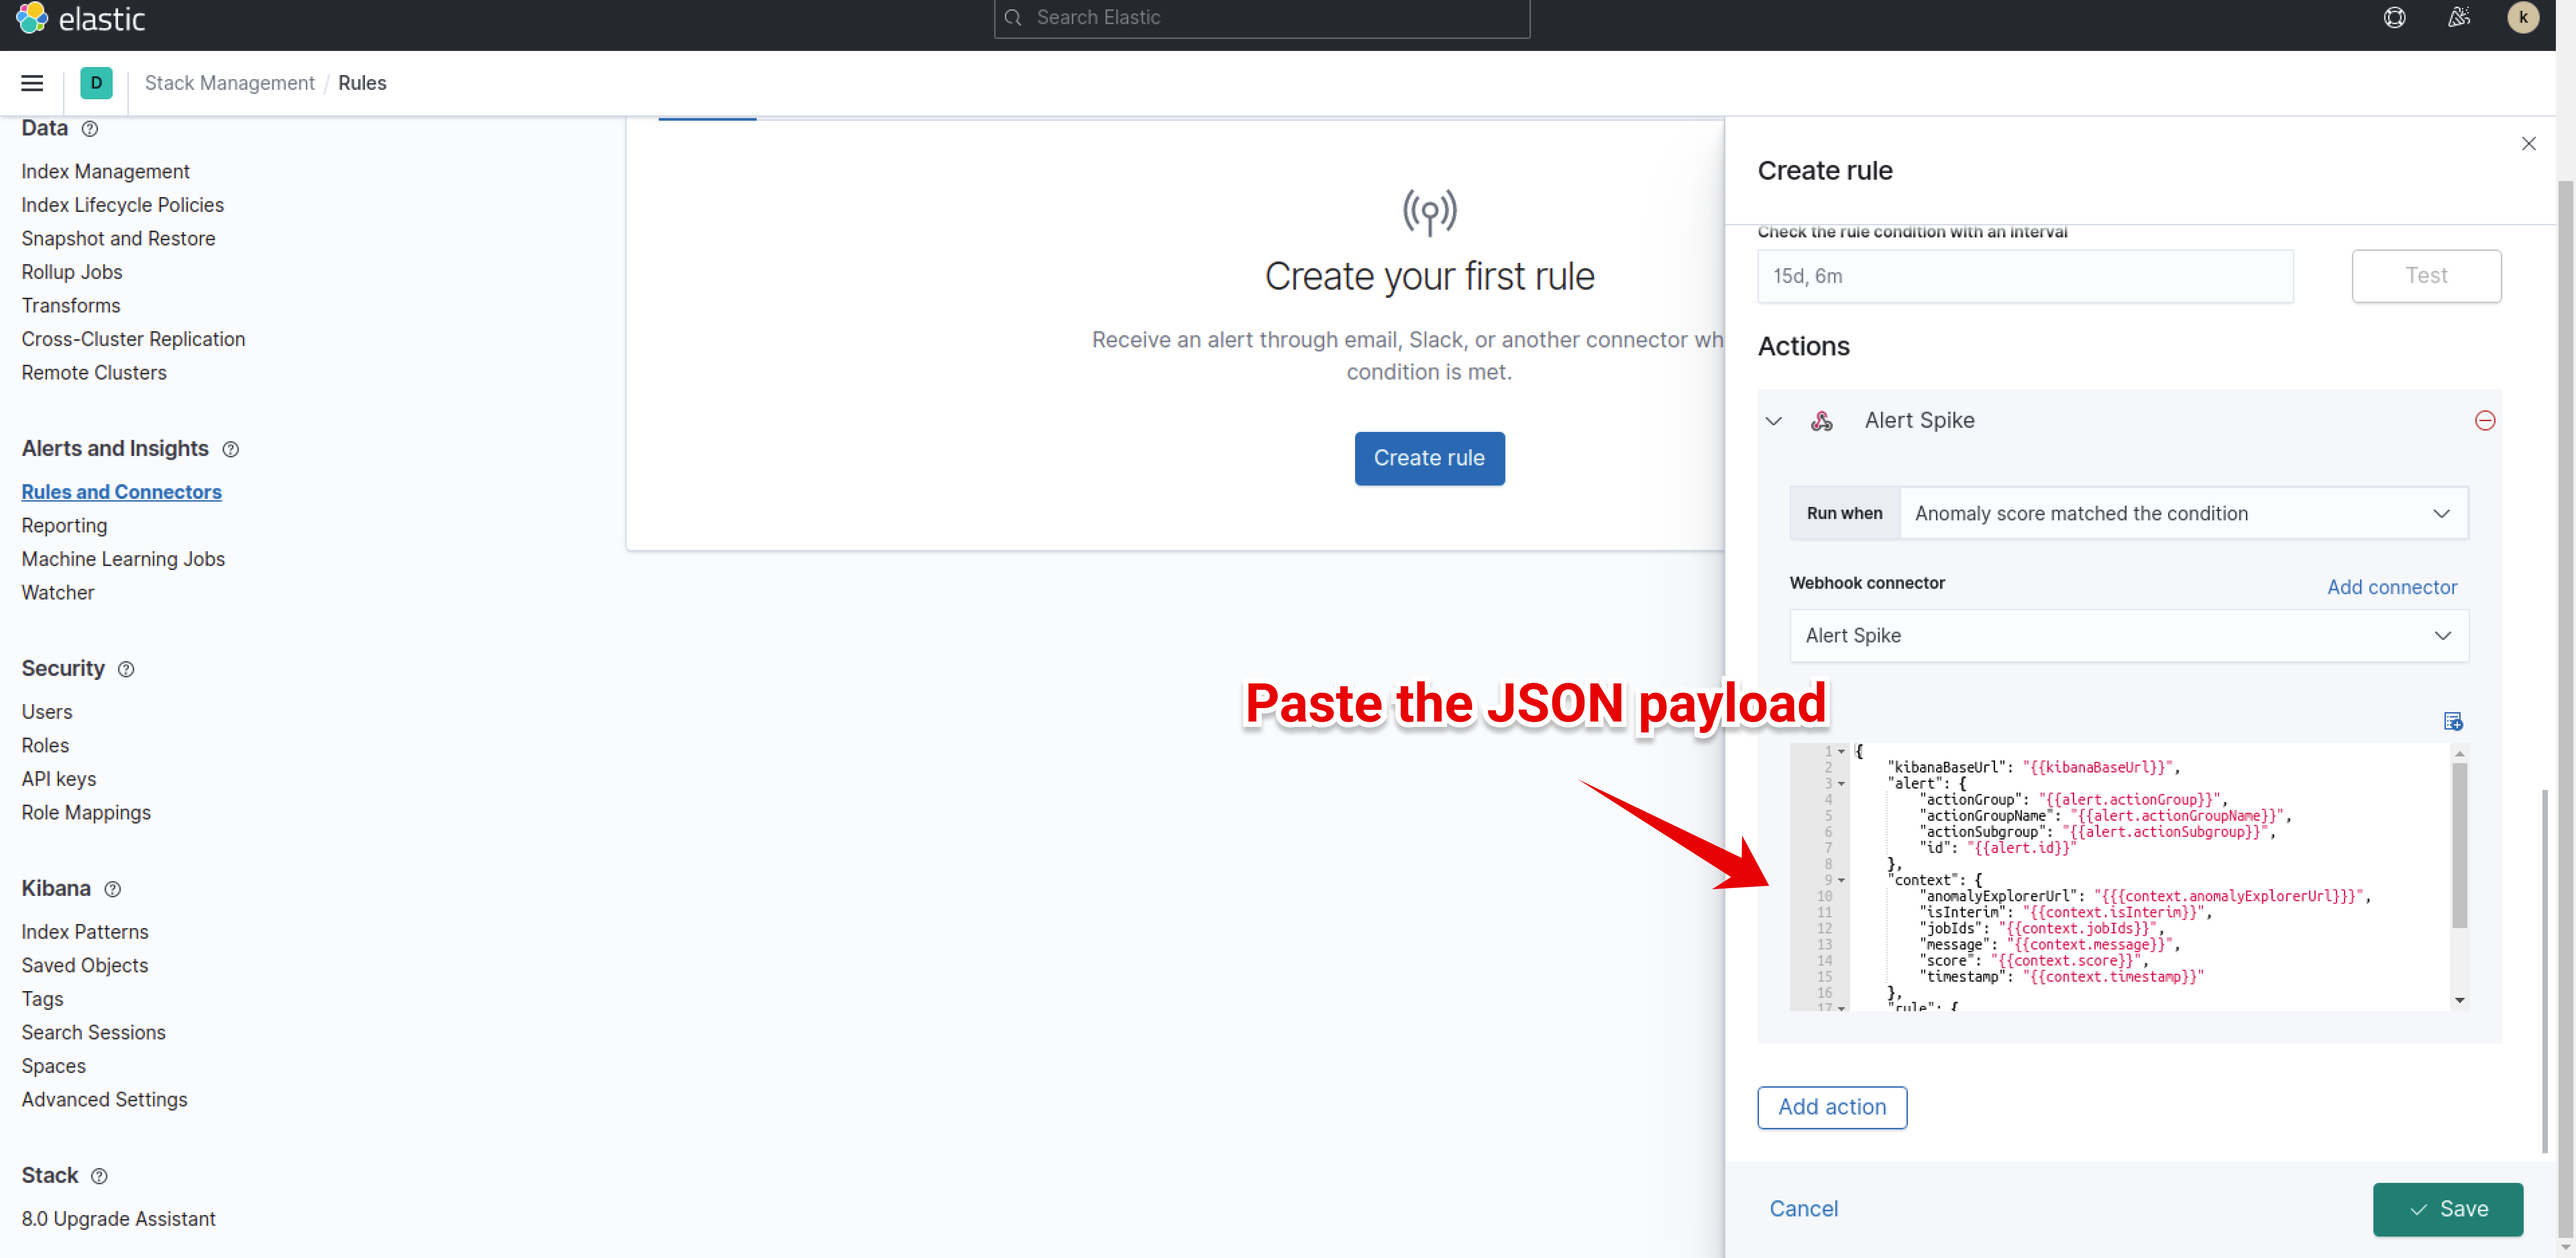 elastic
Search Elastic
k
D
Stack Management / Rules
Data
Index Management
Index Lifecycle Policies
Snapshot and Restore
Rollup Jobs
Transforms
Cross-Cluster Replication
Remote Clusters
Alerts and Insights
Rules and Connectors
Reporting
Machine Learning Jobs
Watcher
Security
Users
Roles
API keys
Role Mappings
Kibana
Index Patterns
Saved Objects
Tags
Search Sessions
Spaces
Advanced Settings
Stack
8.0 Upgrade Assistant
Create your first rule
Receive an alert through email, Slack, or another connector wh
condition is met.
Create rule
Paste the JSON payload
Create rule
Check the rule condition with an interval
15d, 6m
Test
Actions
Alert Spike
Run when
Anomaly score matched the condition
Webhook connector
Add connector
Alert Spike
1 {
2 "kibanaBaseUrl": "{{kibanaBaseUrl}}",
3 "alert": {
4 "actionGroup": "{{alert.actionGroup}}",
5 "actionGroupName": "{{alert.actionGroupName}}",
6 "actionSubgroup": "{{alert.actionSubgroup}}",
7 "id": "{{alert.id}}"
8 },
9 "context": {
10 "anomalyExplorerUrl": "{{{context.anomalyExplorerUrl}}}",
11 "isInterim": "{{context.isInterim}}",
12 "jobIds": "{{context.jobIds}}",
13 "message": "{{context.message}}",
14 "score": "{{context.score}}",
15 "timestamp": "{{context.timestamp}}"
16 },
17 "rule": {
Add action
Cancel
Save